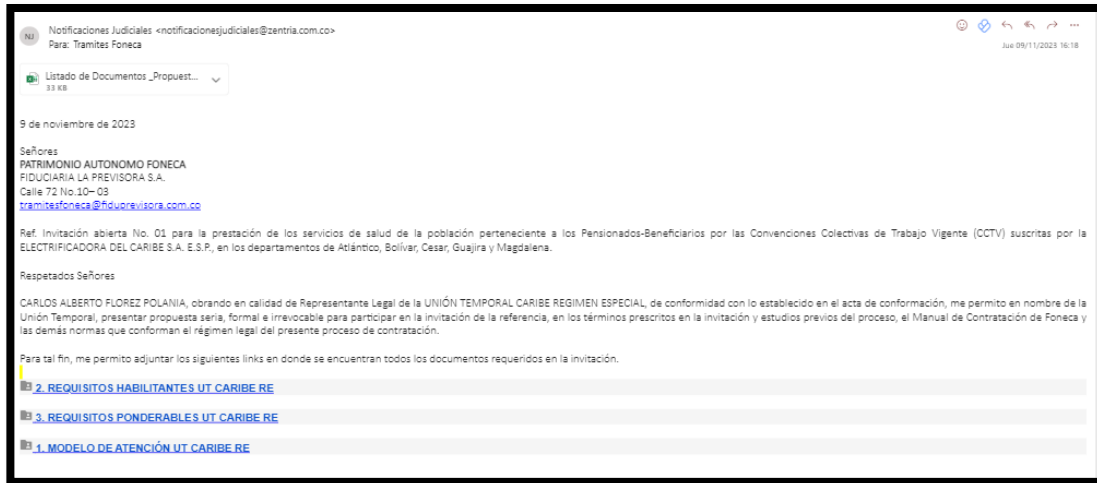 NJ
Notificaciones Judiciales <notificacionesjudiciales@zentria.com.co>
Para: Tramites Foneca
Jue 09/11/2023 16:18
Listado de Documentos _Propuest...
33 KB
9 de noviembre de 2023
Señores
PATRIMONIO AUTONOMO FONECA
FIDUCIARIA LA PREVISORA S.A.
Calle 72 No.10– 03
tramitesfoneca@fiduprevisora.com.co
Ref. Invitación abierta No. 01 para la prestación de los servicios de salud de la población perteneciente a los Pensionados-Beneficiarios por las Convenciones Colectivas de Trabajo Vigente (CCTV) suscritas por la
ELECTRIFICADORA DEL CARIBE S.A. E.S.P., en los departamentos de Atlántico, Bolívar, Cesar, Guajira y Magdalena.
Respetados Señores
CARLOS ALBERTO FLOREZ POLANIA, obrando en calidad de Representante Legal de la UNIÓN TEMPORAL CARIBE REGIMEN ESPECIAL, de conformidad con lo establecido en el acta de conformación, me permito en nombre de la
Unión Temporal, presentar propuesta seria, formal e irrevocable para participar en la invitación de la referencia, en los términos prescritos en la invitación y estudios previos del proceso, el Manual de Contratación de Foneca y
las demás normas que conforman el régimen legal del presente proceso de contratación.
Para tal fin, me permito adjuntar los siguientes links en donde se encuentran todos los documentos requeridos en la invitación.
2. REQUISITOS HABILITANTES UT CARIBE RE
3. REQUISITOS PONDERABLES UT CARIBE RE
1. MODELO DE ATENCIÓN UT CARIBE RE